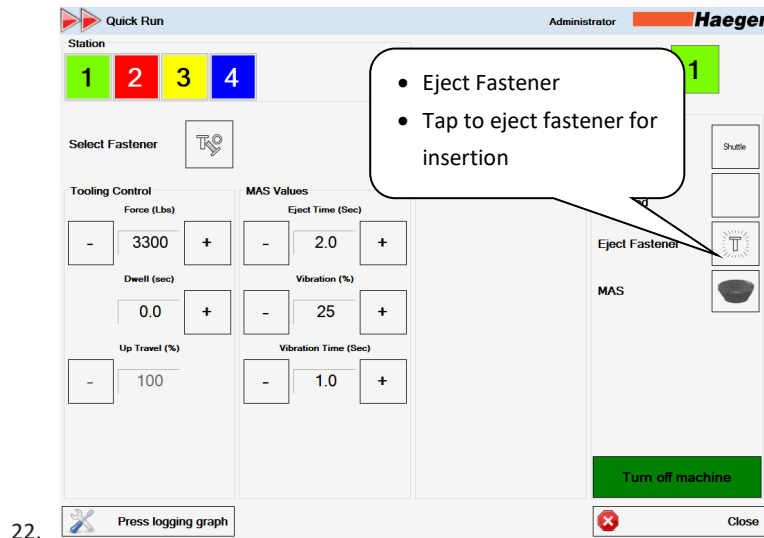 Quick Run
Administrator
Haeger
Station
1 2 3 4
1
• Eject Fastener
• Tap to eject fastener for
insertion
Select Fastener
Shuttle
Tooling Control
MAS Values
Force (Lbs)
Eject Time (Sec)
- 3300 +
- 2.0 +
Eject Fastener
T
Dwell (sec)
Vibration (%)
MAS
0.0 +
- 25 +
Up Travel (%)
Vibration Time (Sec)
- 100
- 1.0 +
Turn off machine
22.
Press logging graph
Close